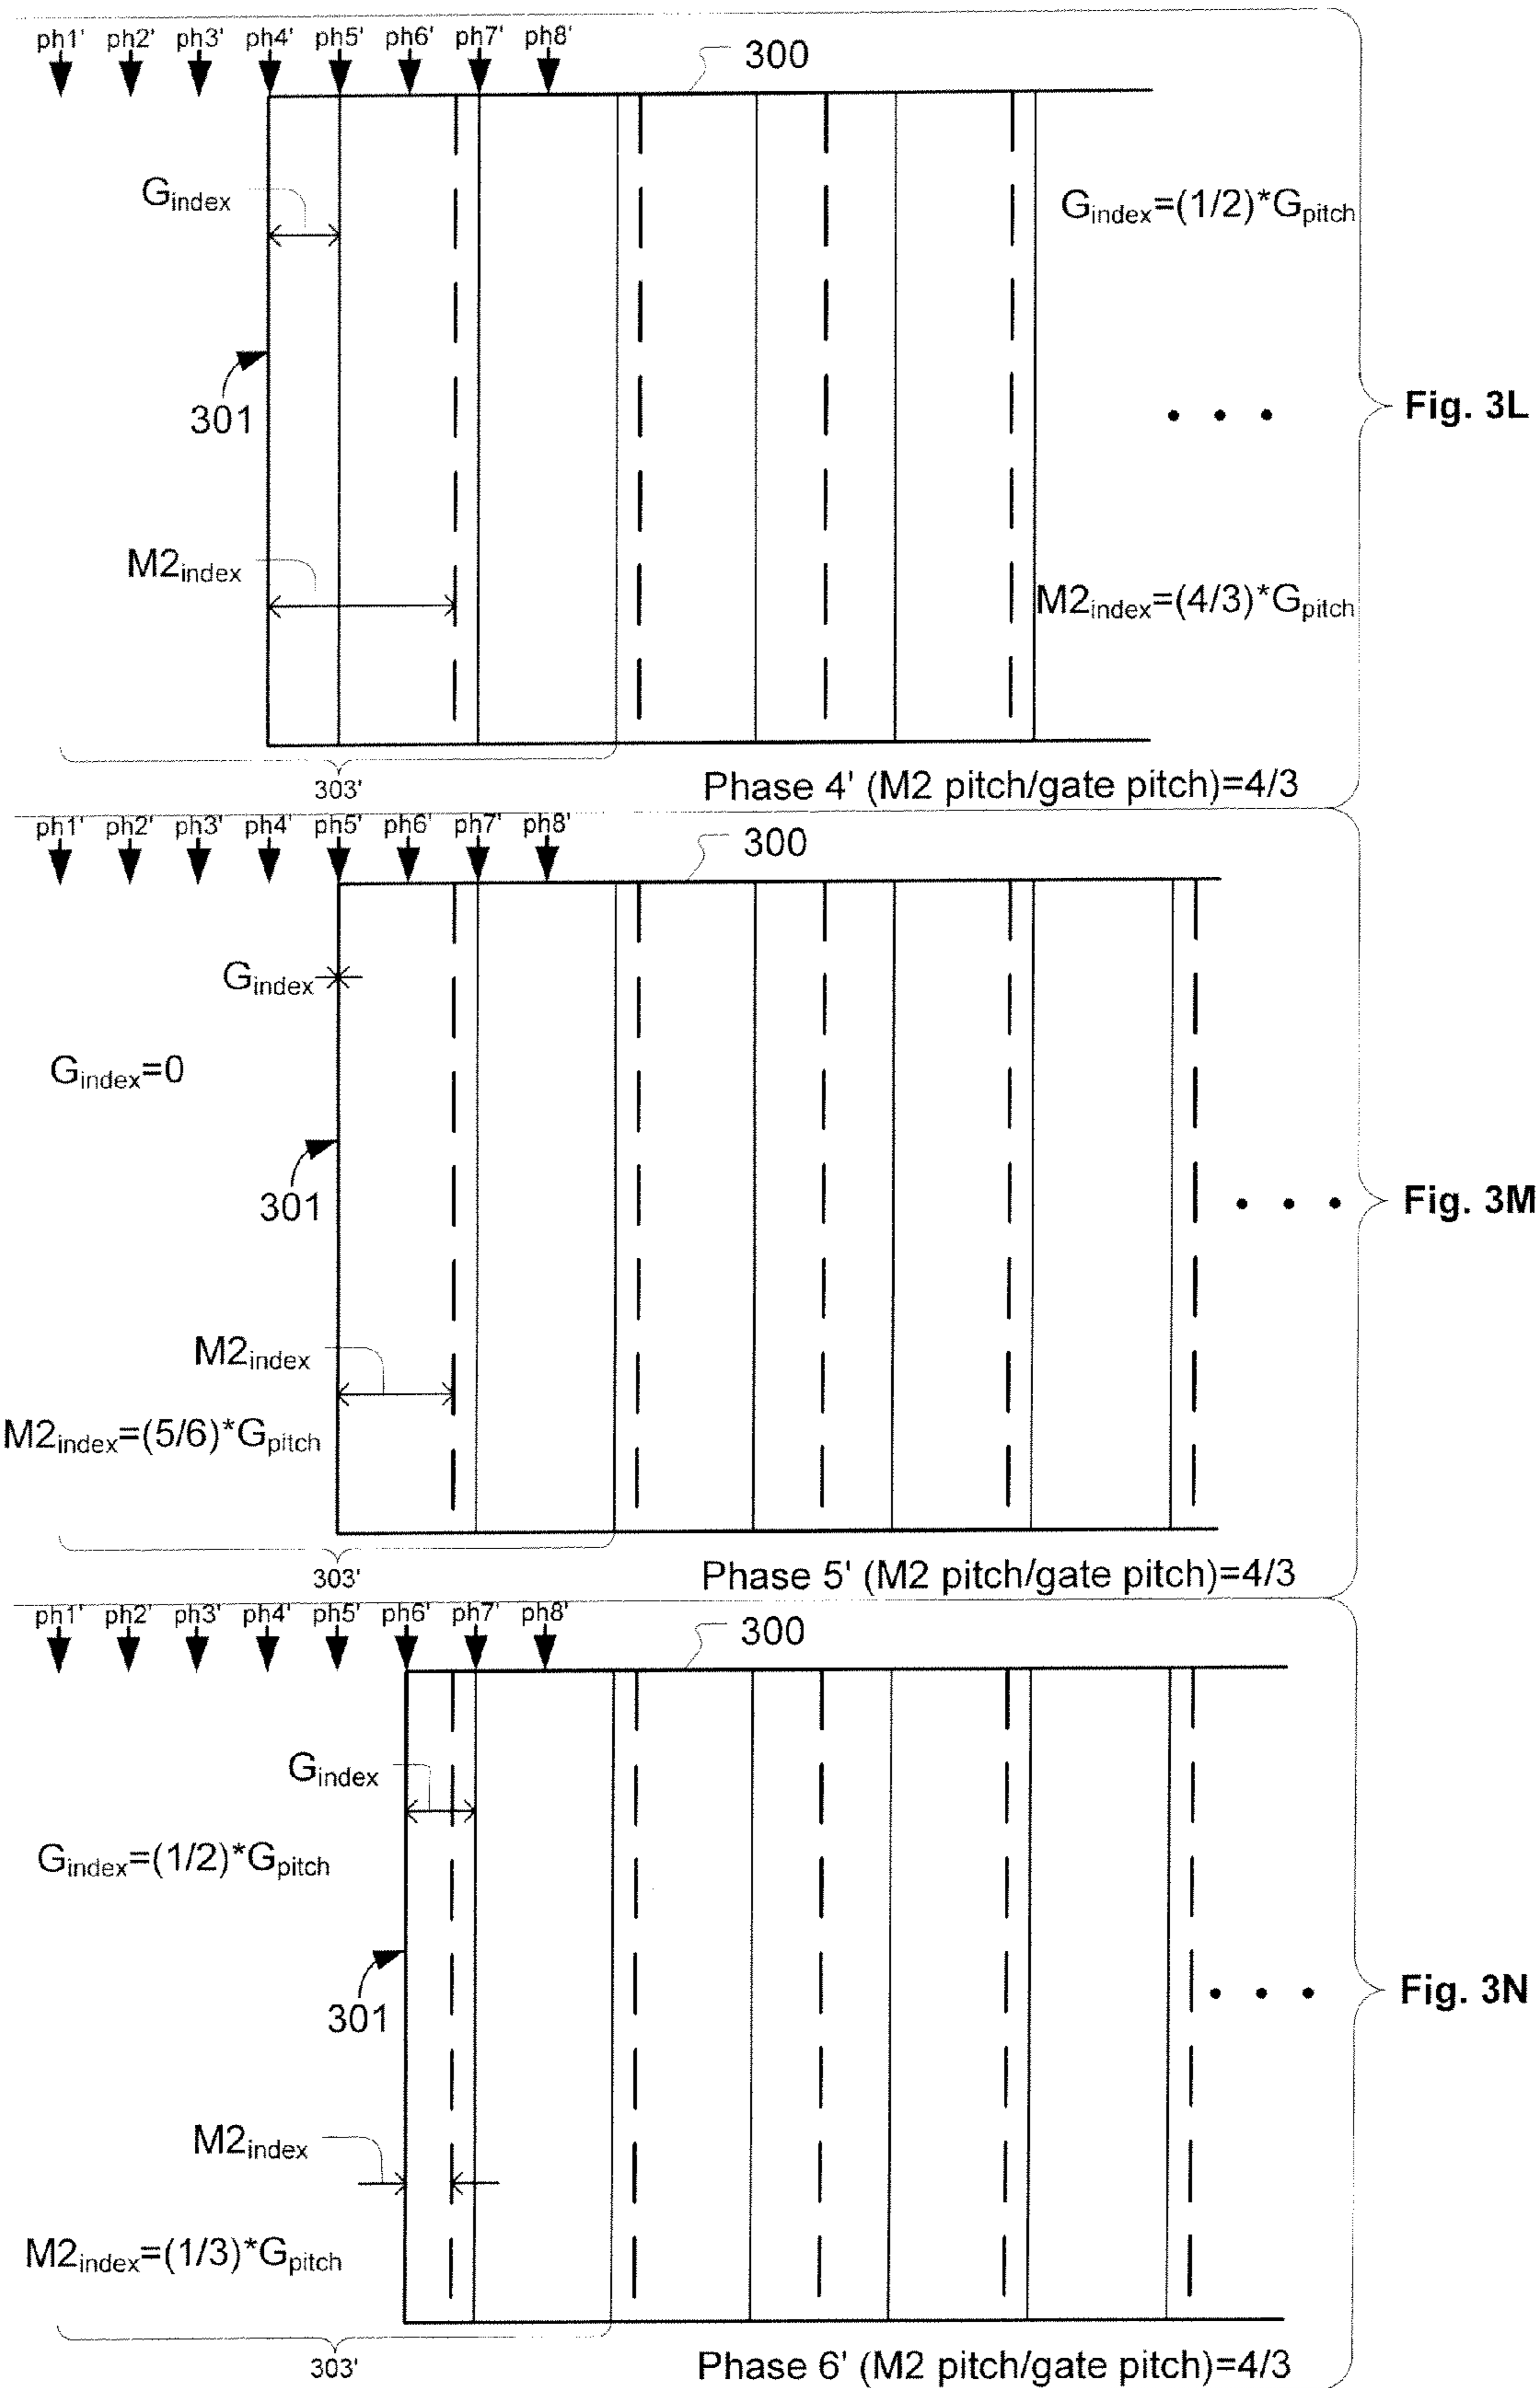 ph1' ph2' ph3' ph4' ph5' ph6' ph7' ph8'
300
Gindex
Gindex=(1/2)*Gpitch
301
Fig. 3L
M2index
M2index=(4/3)*Gpitch
303'
Phase 4' (M2 pitch/gate pitch)=4/3
ph1' ph2' ph3' ph4' ph5' ph6' ph7' ph8'
300
Gindex
Gindex=0
301
Fig. 3M
M2index
M2index=(5/6)*Gpitch
303'
Phase 5' (M2 pitch/gate pitch)=4/3
ph1' ph2' ph3' ph4' ph5' ph6' ph7' ph8'
300
Gindex
Gindex=(1/2)*Gpitch
301
Fig. 3N
M2index
M2index=(1/3)*Gpitch
303'
Phase 6' (M2 pitch/gate pitch)=4/3